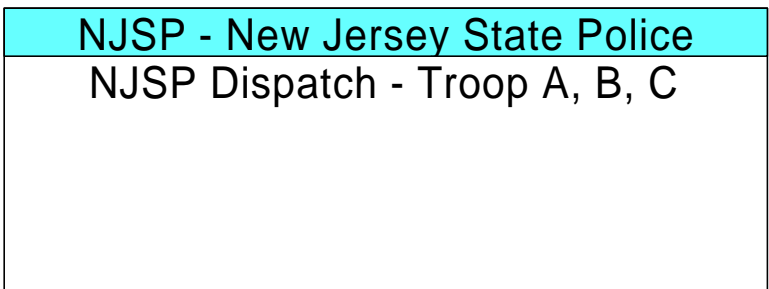 NJSP - New Jersey State Police
NJSP Dispatch - Troop A, B, C